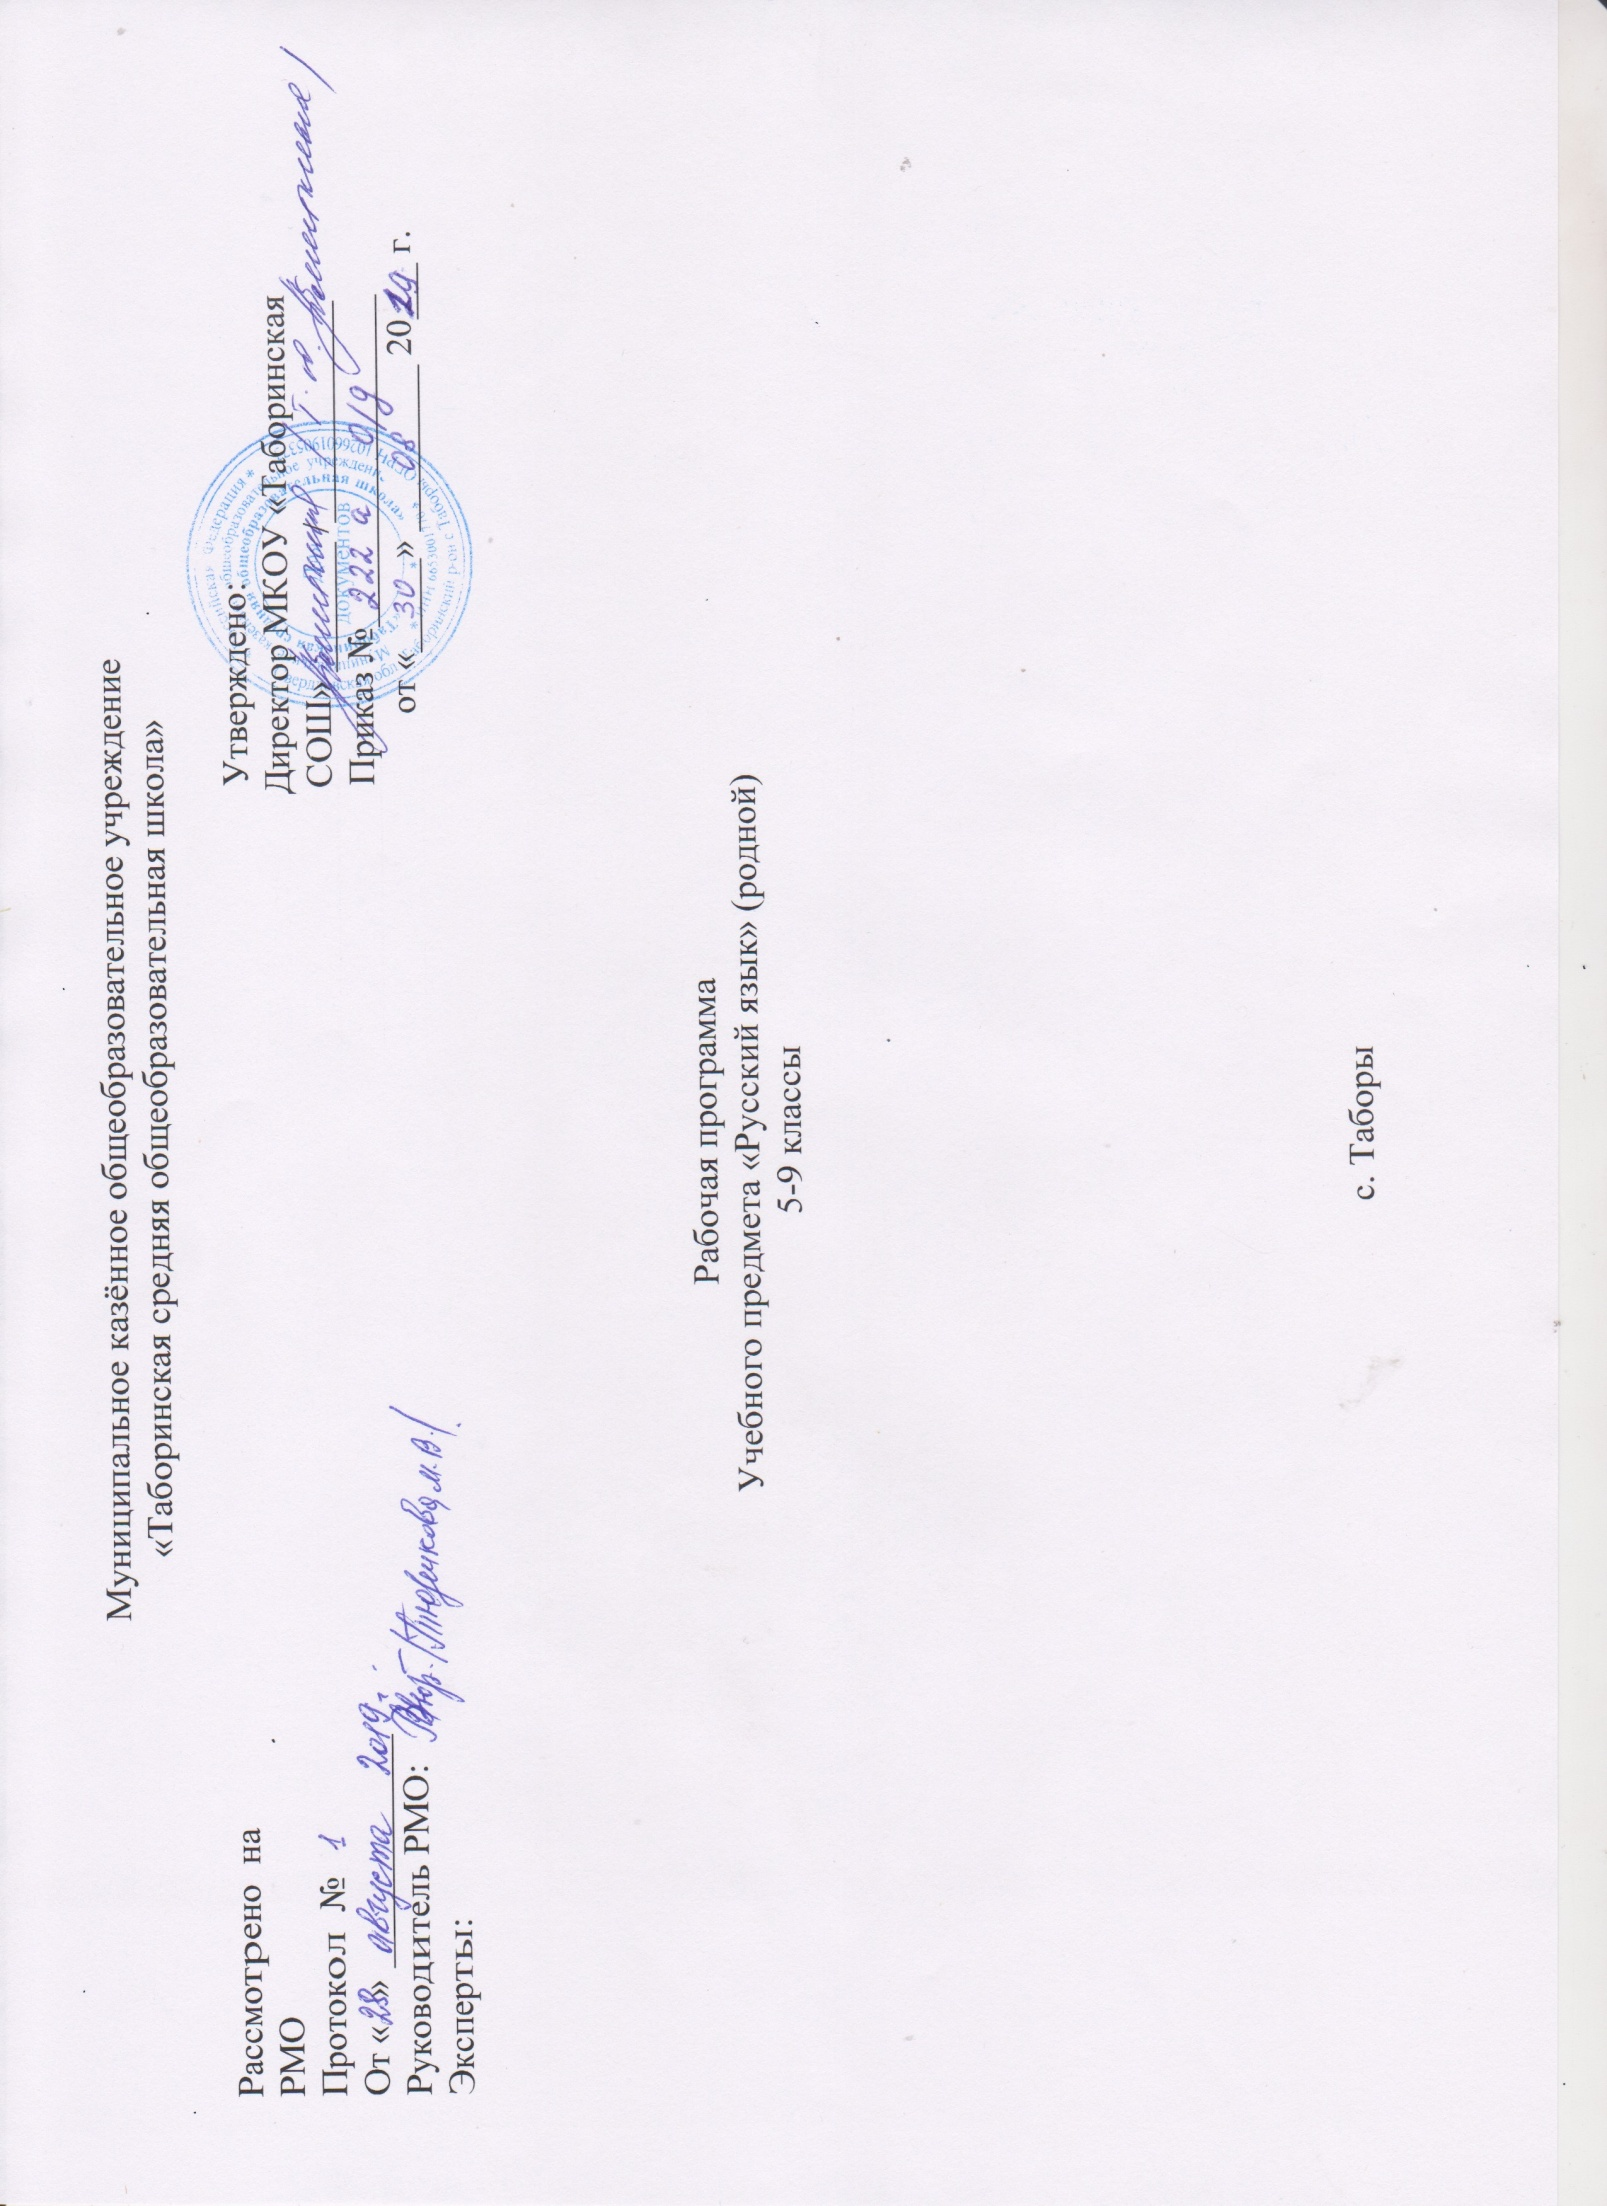 Муниципальное казённое общеобразовательное учреждение
«Таборинская средняя общеобразовательная школа»
Рассмотрено на
РМО
Протокол № 1
От «28» августа 2019 г.
Руководитель РМО:
М.В./
Эксперты:
Утверждено:
Директор МКОУ «Таборинская
СОШ»
Приказ № 222 а о/д
от «30» 08 2019 г.
ДОКУМЕНТОВ
Рабочая программа
Учебного предмета «Русский язык» (родной)
5-9 классы
с. Таборы